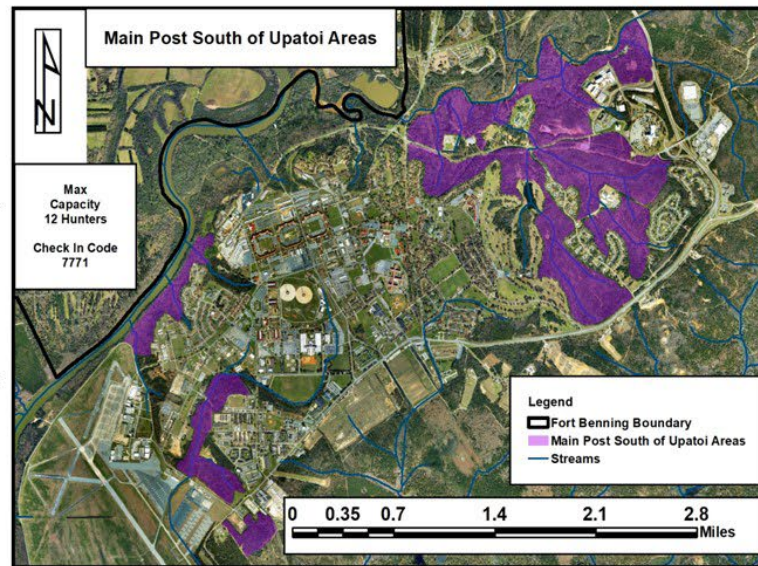 Main Post South of Upatoi Areas
N
Max
Capacity
12 Hunters
Check In Code
7771
Legend
Fort Benning Boundary
Main Post South of Upatoi Areas
Streams
0 0.35 0.7 1.4 2.1 2.8
Miles